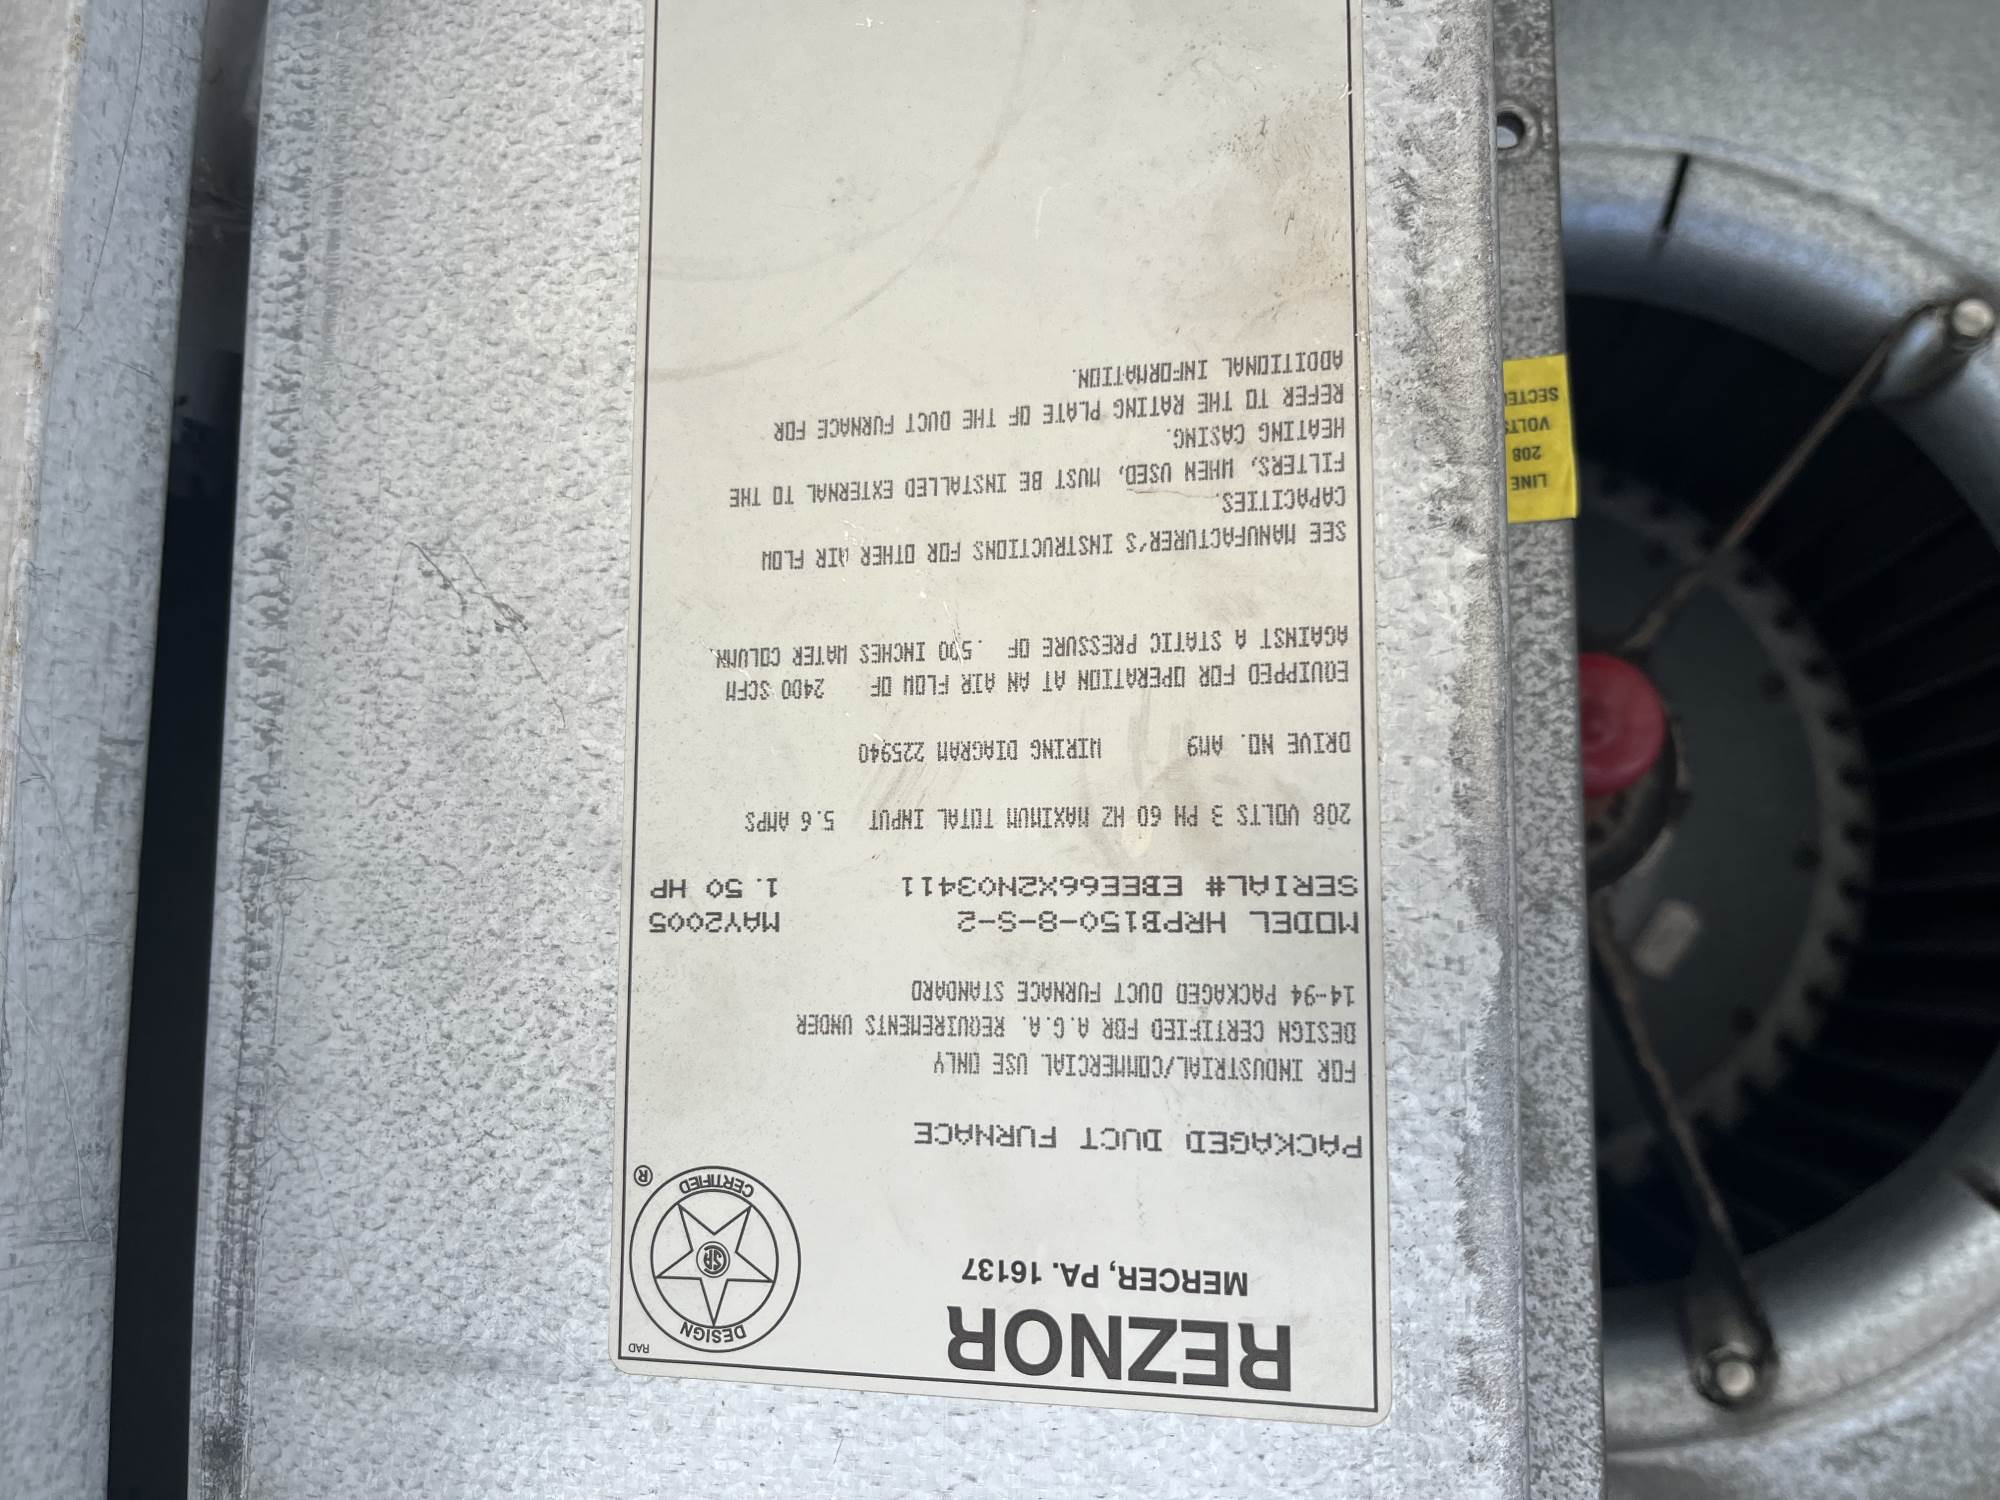 RAD
REZNOR
MERCER, PA. 16137
DESIGN
SA
CERTIFIED
®
PACKAGED DUCT FURNACE
FOR INDUSTRIAL/COMMERCIAL USE ONLY
DESIGN CERTIFIED FOR A.G.A. REQUIREMENTS UNDER
14-94 PACKAGED DUCT FURNACE STANDARD
MODEL HRPB150-8-S-2 MAY2005
SERIAL# EBEE66X2N03411 1.50 HP
208 VOLTS 3 PH 60 HZ MAXIMUM TOTAL INPUT 5.6 AMPS
DRIVE NO. AM9 WIRING DIAGRAM 225940
EQUIPPED FOR OPERATION AT AN AIR FLOW OF 2400 SCFM
AGAINST A STATIC PRESSURE OF .500 INCHES WATER COLUMN.
SEE MANUFACTURER'S INSTRUCTIONS FOR OTHER AIR FLOW
CAPACITIES.
FILTERS, WHEN USED, MUST BE INSTALLED EXTERNAL TO THE
HEATING CASING.
REFER TO THE RATING PLATE OF THE DUCT FURNACE FOR
ADDITIONAL INFORMATION.
LINE
208
VOLTS
SECTED